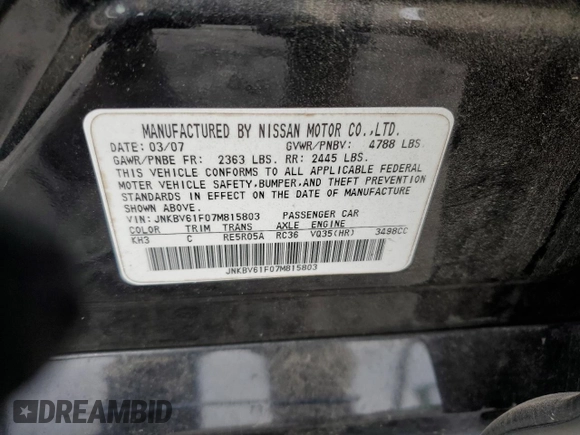 MANUFACTURED BY NISSAN MOTOR CO.,LTD.
DATE: 03/07 GVWR/PNBV: 4788 LBS.
GAWR/PNBE FR: 2363 LBS. RR: 2445 LBS.
THIS VEHICLE CONFORMS TO ALL APPLICABLE FEDERAL
MOTOR VEHICLE SAFETY,BUMPER,AND THEFT PREVENTION
STANDARDS IN EFFECT ON THE DATE OF MANUFACTURE
SHOWN ABOVE.
VIN: JNKBV61F07M815803 PASSENGER CAR
COLOR TRIM TRANS AXLE ENGINE
KH3 C RE5R05A RC36 VQ35(HR) 3498CC
JNKBV61F07M815803
DREAMBID